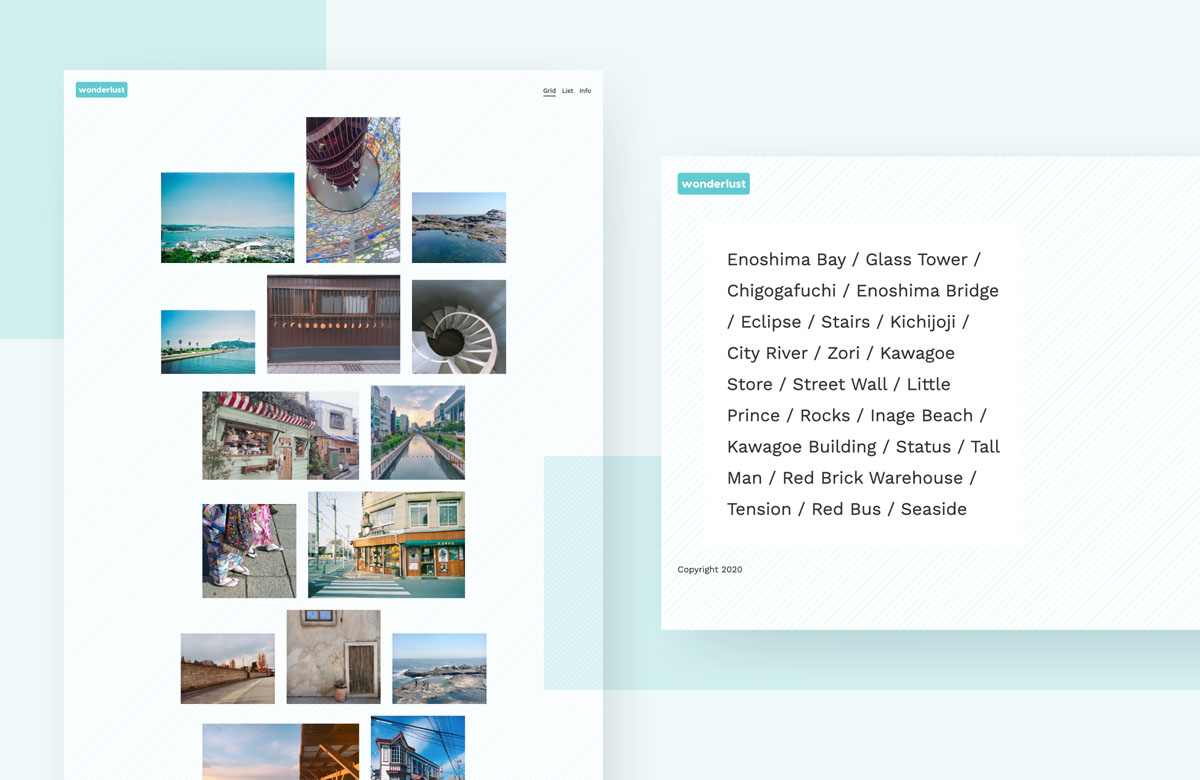 wonderlust
Grid List Info
wonderlust
Enoshima Bay / Glass Tower /
Chigogafuchi / Enoshima Bridge
/ Eclipse / Stairs / Kichijoji /
City River / Zori / Kawagoe
Store / Street Wall / Little
Prince / Rocks / Inage Beach /
Kawagoe Building / Status / Tall
Man / Red Brick Warehouse /
Tension / Red Bus / Seaside
Copyright 2020